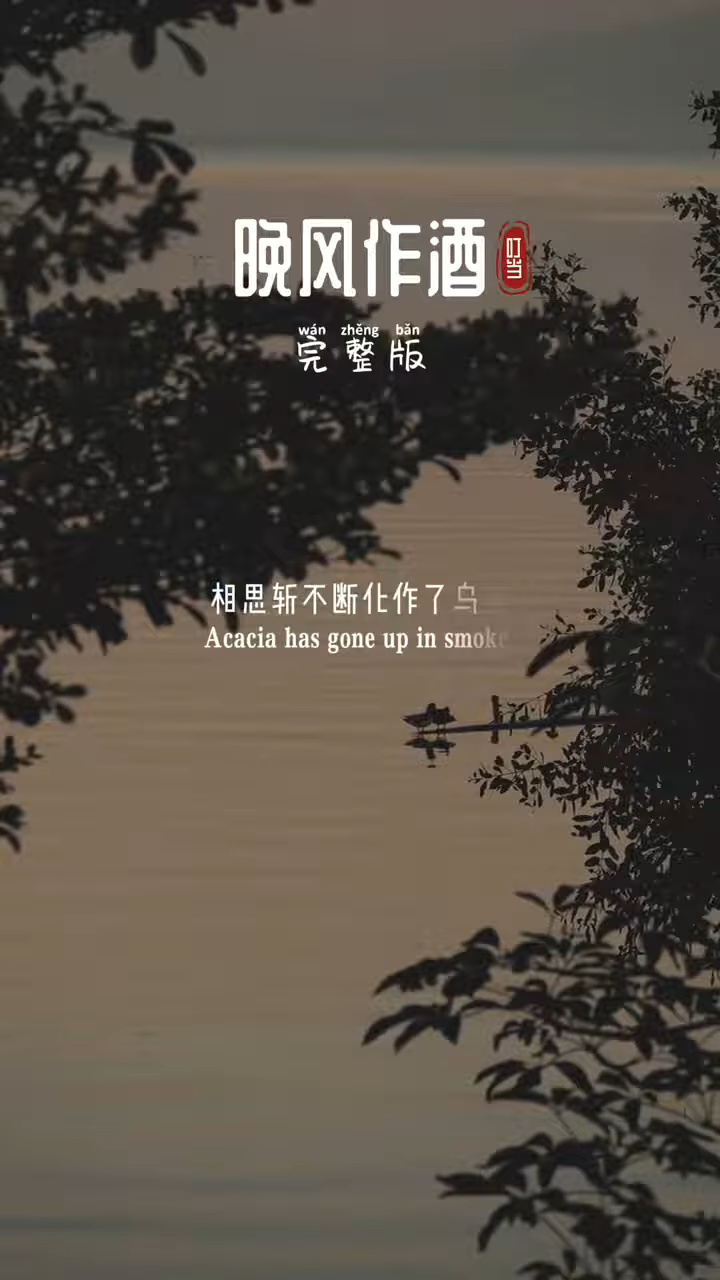 晚风作酒
叮当
wán zhěng bǎn
完整版
相思斩不断化作了乌
Acacia has gone up in smoke